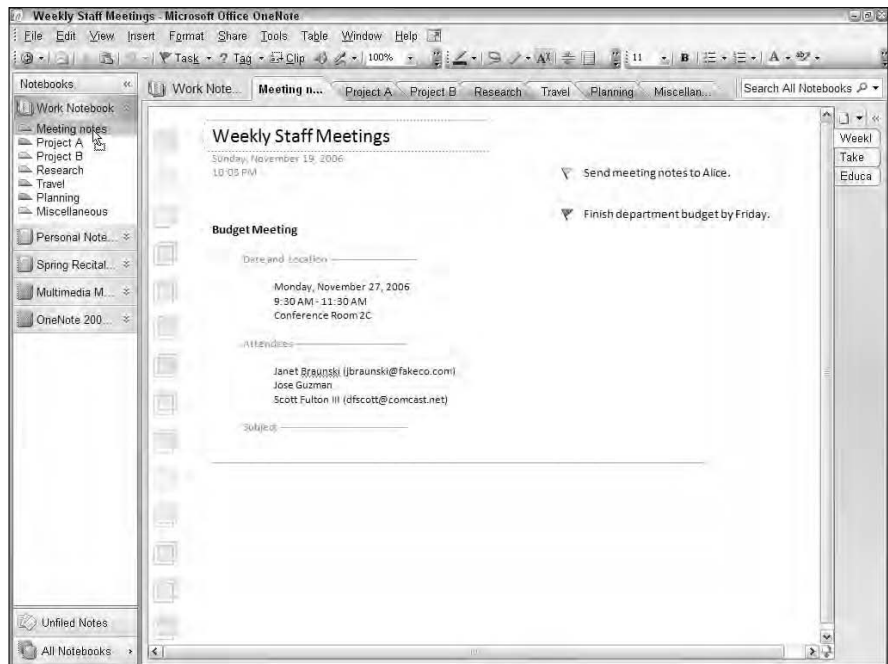 Weekly Staff Meetings - Microsoft Office OneNote
File Edit View Insert Format Share Tools Table Window Help
Task ? Tag Clip 100% 11 B A
Notebooks
Work Note... Meeting n... Project A Project B Research Travel Planning Miscellan... Search All Notebooks
Work Notebook
Meeting notes
Project A
Project B
Research
Travel
Planning
Miscellaneous
Personal Note...
Spring Recital...
Multimedia M...
OneNote 200...
Unfiled Notes
All Notebooks
Weekly Staff Meetings
Sunday, November 19, 2006
10:03 PM
Send meeting notes to Alice.
Finish department budget by Friday.
Budget Meeting
Date and Location
Monday, November 27, 2006
9:30 AM - 11:30 AM
Conference Room 2C
Attendees
Janet Braunski (jbraunski@fakeco.com)
Jose Guzman
Scott Fulton III (dfscott@comcast.net)
Subject
Weekl
Take
Educa